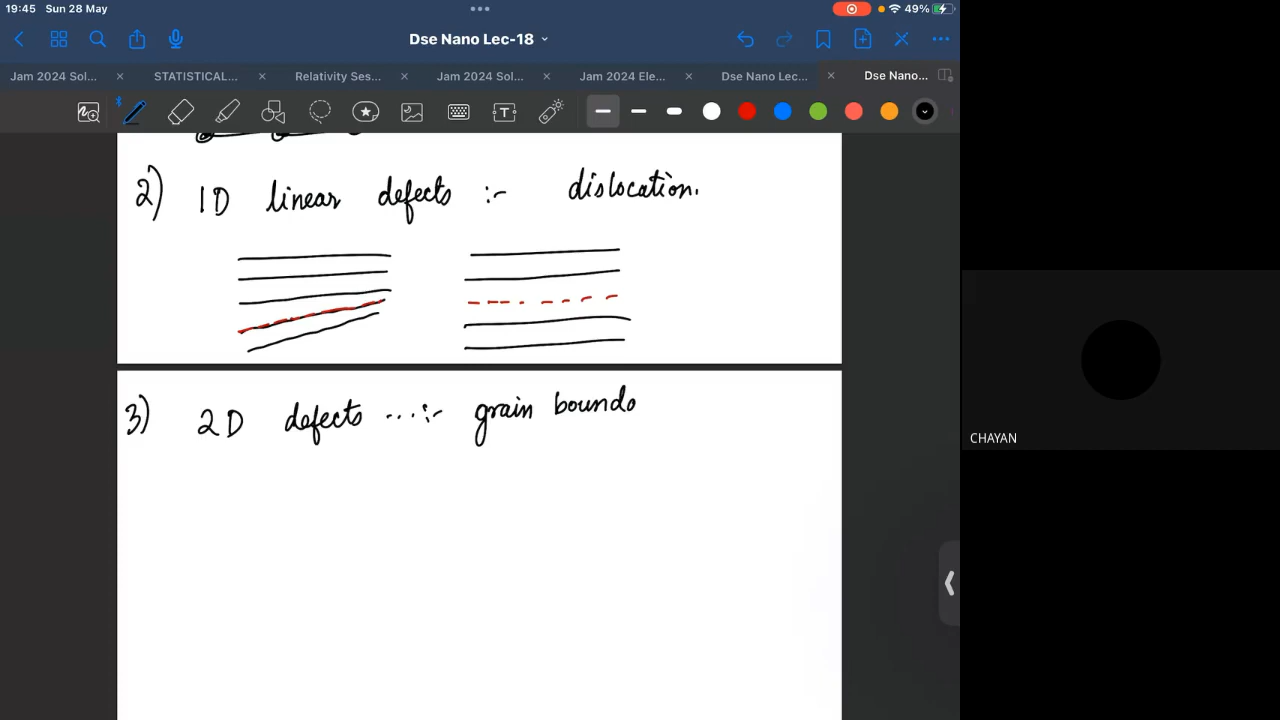 19:45 Sun 28 May
49%
Dse Nano Lec-18
Jam 2024 Sol...
STATISTICAL...
Relativity Ses...
Jam 2024 Sol...
Jam 2024 Ele...
Dse Nano Lec...
Dse Nano...
2) 1D linear defects :- dislocation.
3) 2D defects ...:- grain bounda
CHAYAN